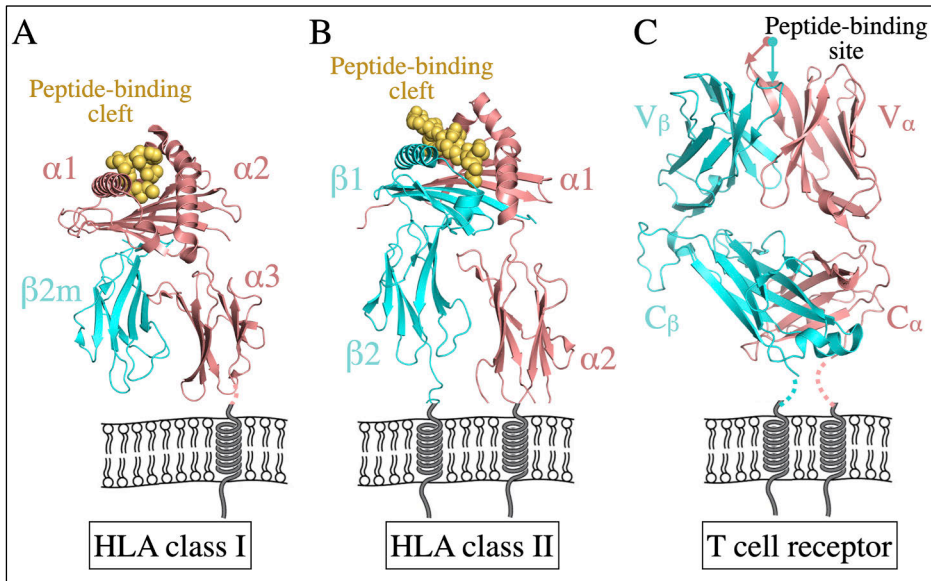 A
Peptide-binding
cleft
α1
α2
β2m
α3
HLA class I
B
Peptide-binding
cleft
β1
α1
β2
α2
HLA class II
C
Peptide-binding
site
Vβ
Vα
Cβ
Cα
T cell receptor